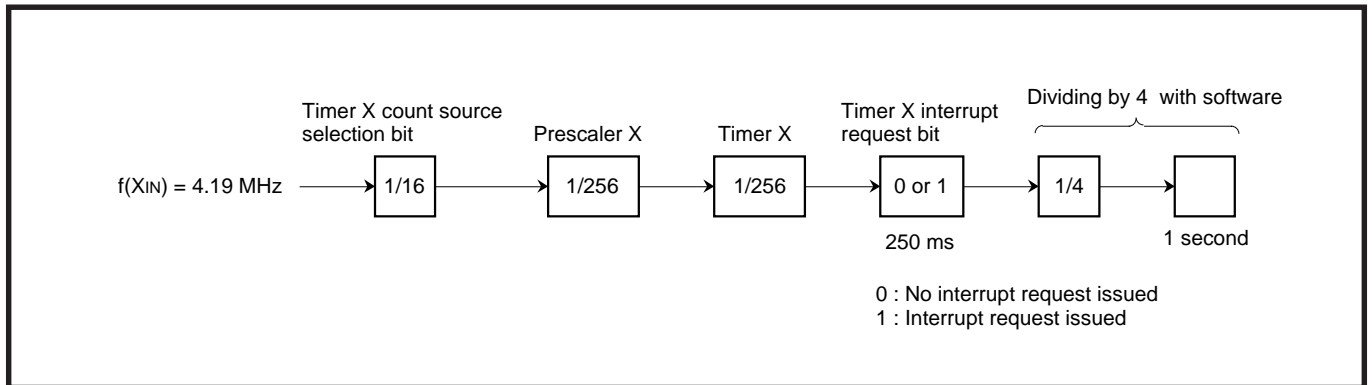 Timer X count source
selection bit
Prescaler X
Timer X
Timer X interrupt
request bit
Dividing by 4 with software
f(XIN) = 4.19 MHz
1/16
1/256
1/256
0 or 1
1/4
250 ms
1 second
0 : No interrupt request issued
1 : Interrupt request issued